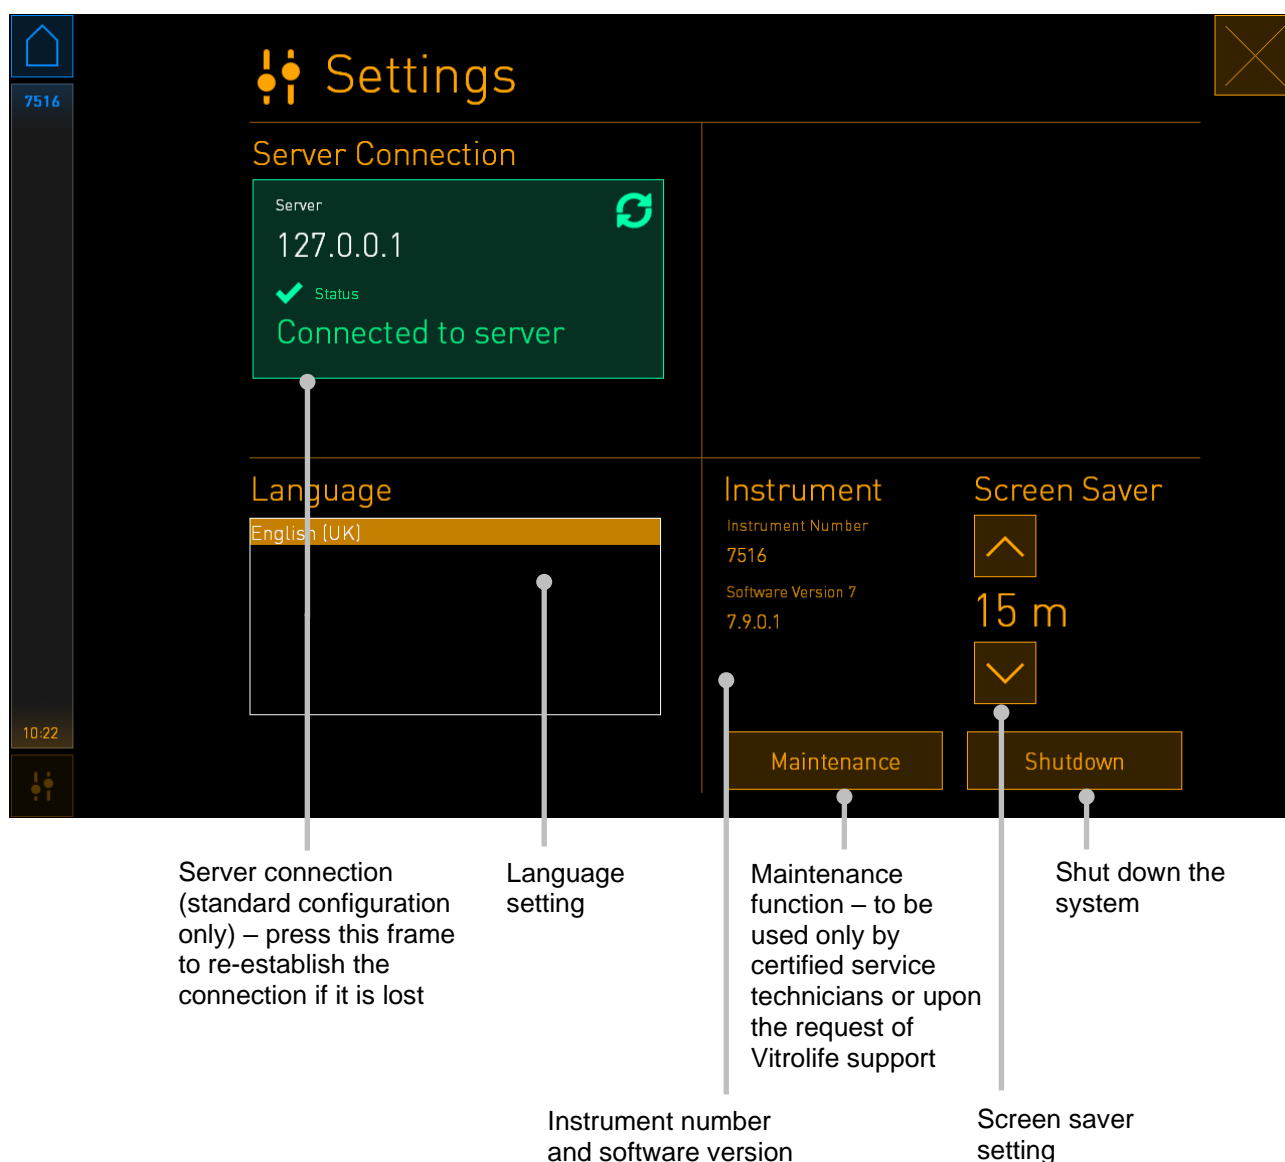 7516
Settings
Server Connection
Server
127.0.0.1
Status
Connected to server
Language
English (UK)
Instrument
Instrument Number
7516
Software Version 7
7.9.0.1
Screen Saver
15 m
10:22
Maintenance
Shutdown
Server connection
(standard configuration
only) – press this frame
to re-establish the
connection if it is lost
Language
setting
Maintenance
function – to be
used only by
certified service
technicians or upon
the request of
Vitrolife support
Shut down the
system
Instrument number
and software version
Screen saver
setting